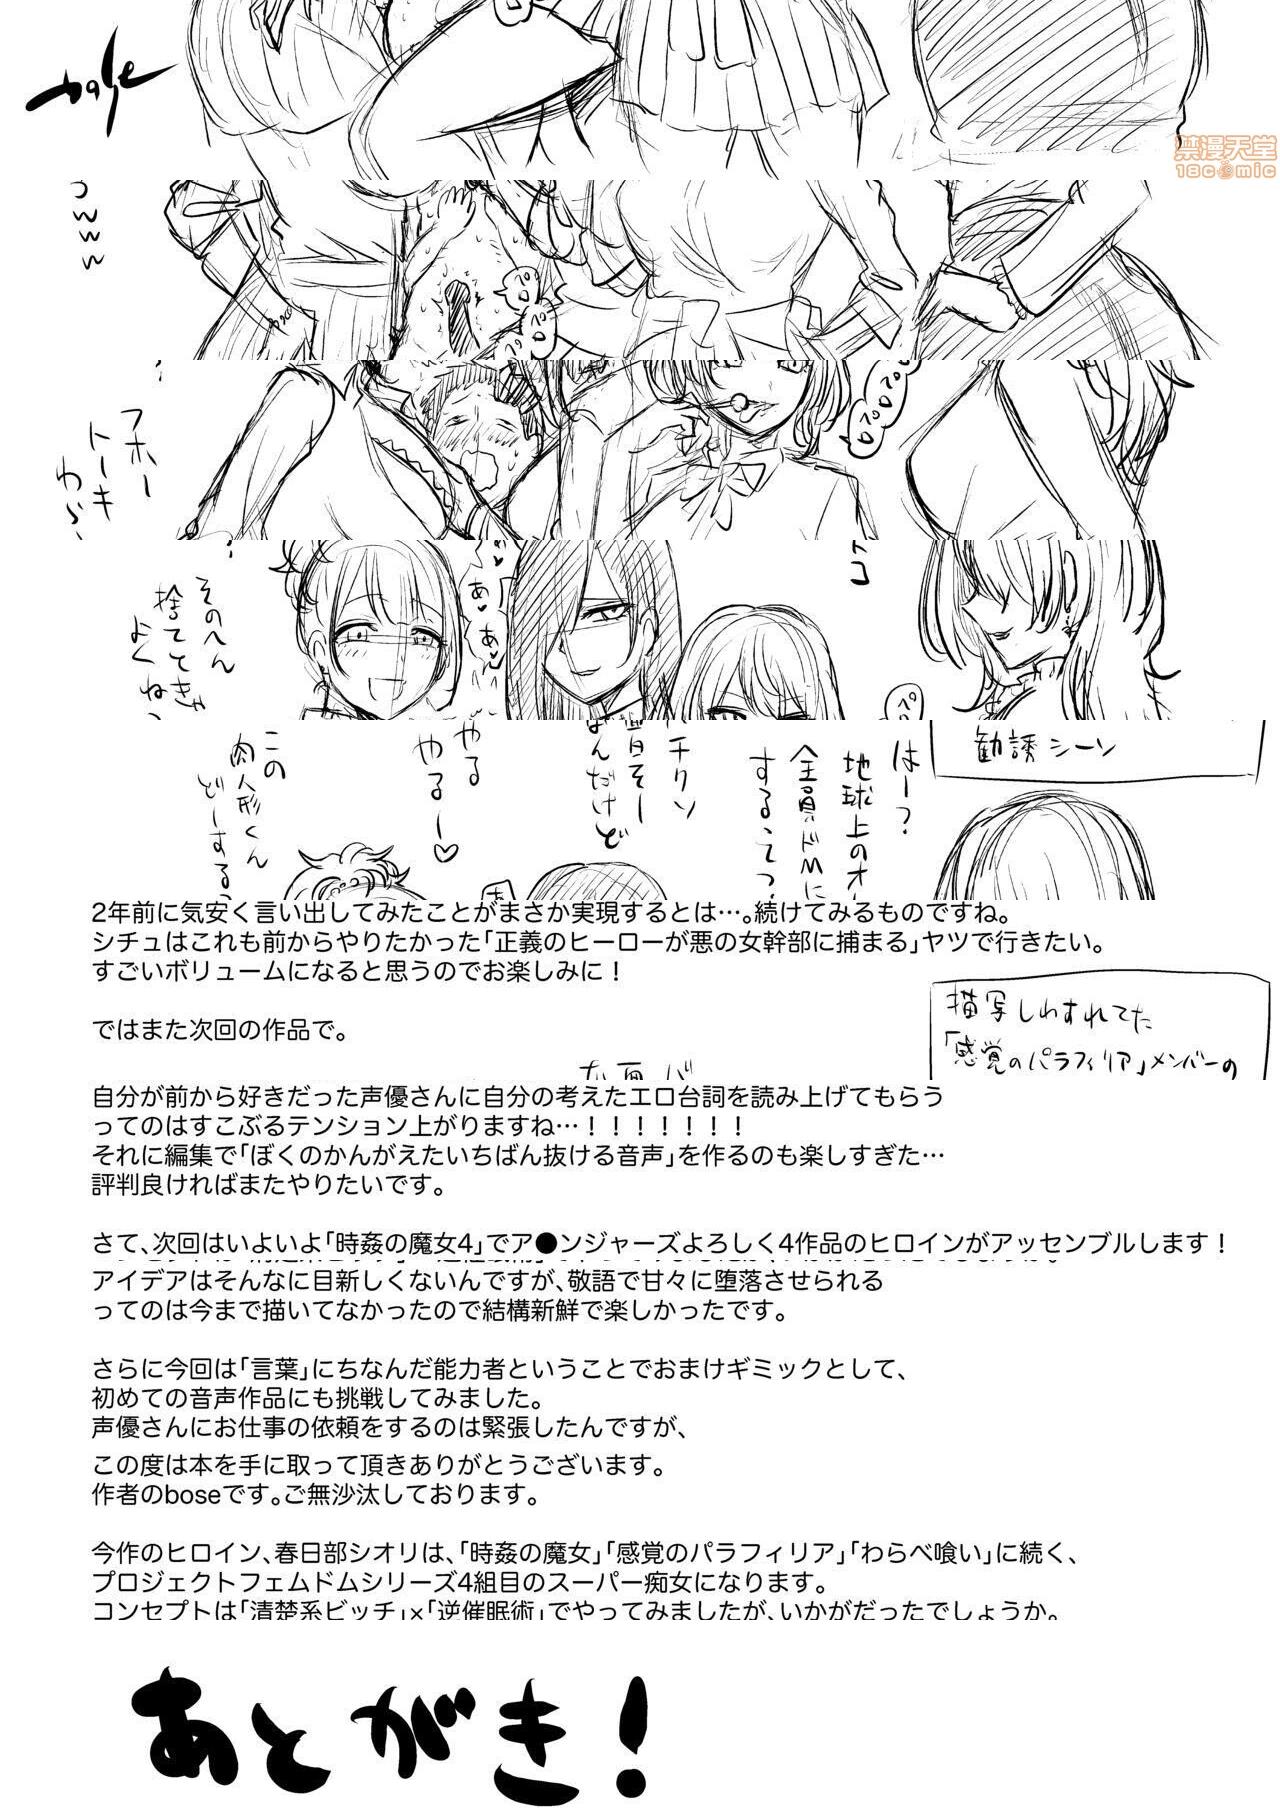 bose
禁漫天堂
18comic
っwww
フホー
トーキ
わ〜
トコ
そのへん
捨ててきゃ
よくね
あ♥
あ♥
勧誘シーン
はー?
地球上のオ
全員ドMに
するってっ
チリン
やる
やるー♡
この
肉人形くん
どーする
2年前に気安く言い出してみたことがまさか実現するとは…。続けてみるものですね。
シチュはこれも前からやりたかった「正義のヒーローが悪の女幹部に捕まる」ヤツで行きたい。
すごいボリュームになると思うのでお楽しみに！
ではまた次回の作品で。
描写しわすれてた
「感覚のパラフィリア」メンバーの
自分が前から好きだった声優さんに自分の考えたエロ台詞を読み上げてもらう
ってのはすこぶるテンション上がりますね…！！！！！！！
それに編集で「ぼくのかんがえたいちばん抜ける音声」を作るのも楽しすぎた…
評判良ければまたやりたいです。
さて、次回はいよいよ「時姦の魔女4」でア●ンジャーズよろしく4作品のヒロインがアッセンブルします！
アイデアはそんなに目新しくないんですが、敬語で甘々に堕落させられる
ってのは今まで描いてなかったので結構新鮮で楽しかったです。
さらに今回は「言葉」にちなんだ能力者ということでおまけギミックとして、
初めての音声作品にも挑戦してみました。
声優さんにお仕事の依頼をするのは緊張したんですが、
この度は本を手に取って頂きありがとうございます。
作者のboseです。ご無沙汰しております。
今作のヒロイン、春日部シオリは、「時姦の魔女」「感覚のパラフィリア」「わらべ喰い」に続く、
プロジェクトフェムドムシリーズ4組目のスーパー痴女になります。
コンセプトは「清楚系ビッチ」×「逆催眠術」でやってみましたが、いかがだったでしょうか。
あとがき！